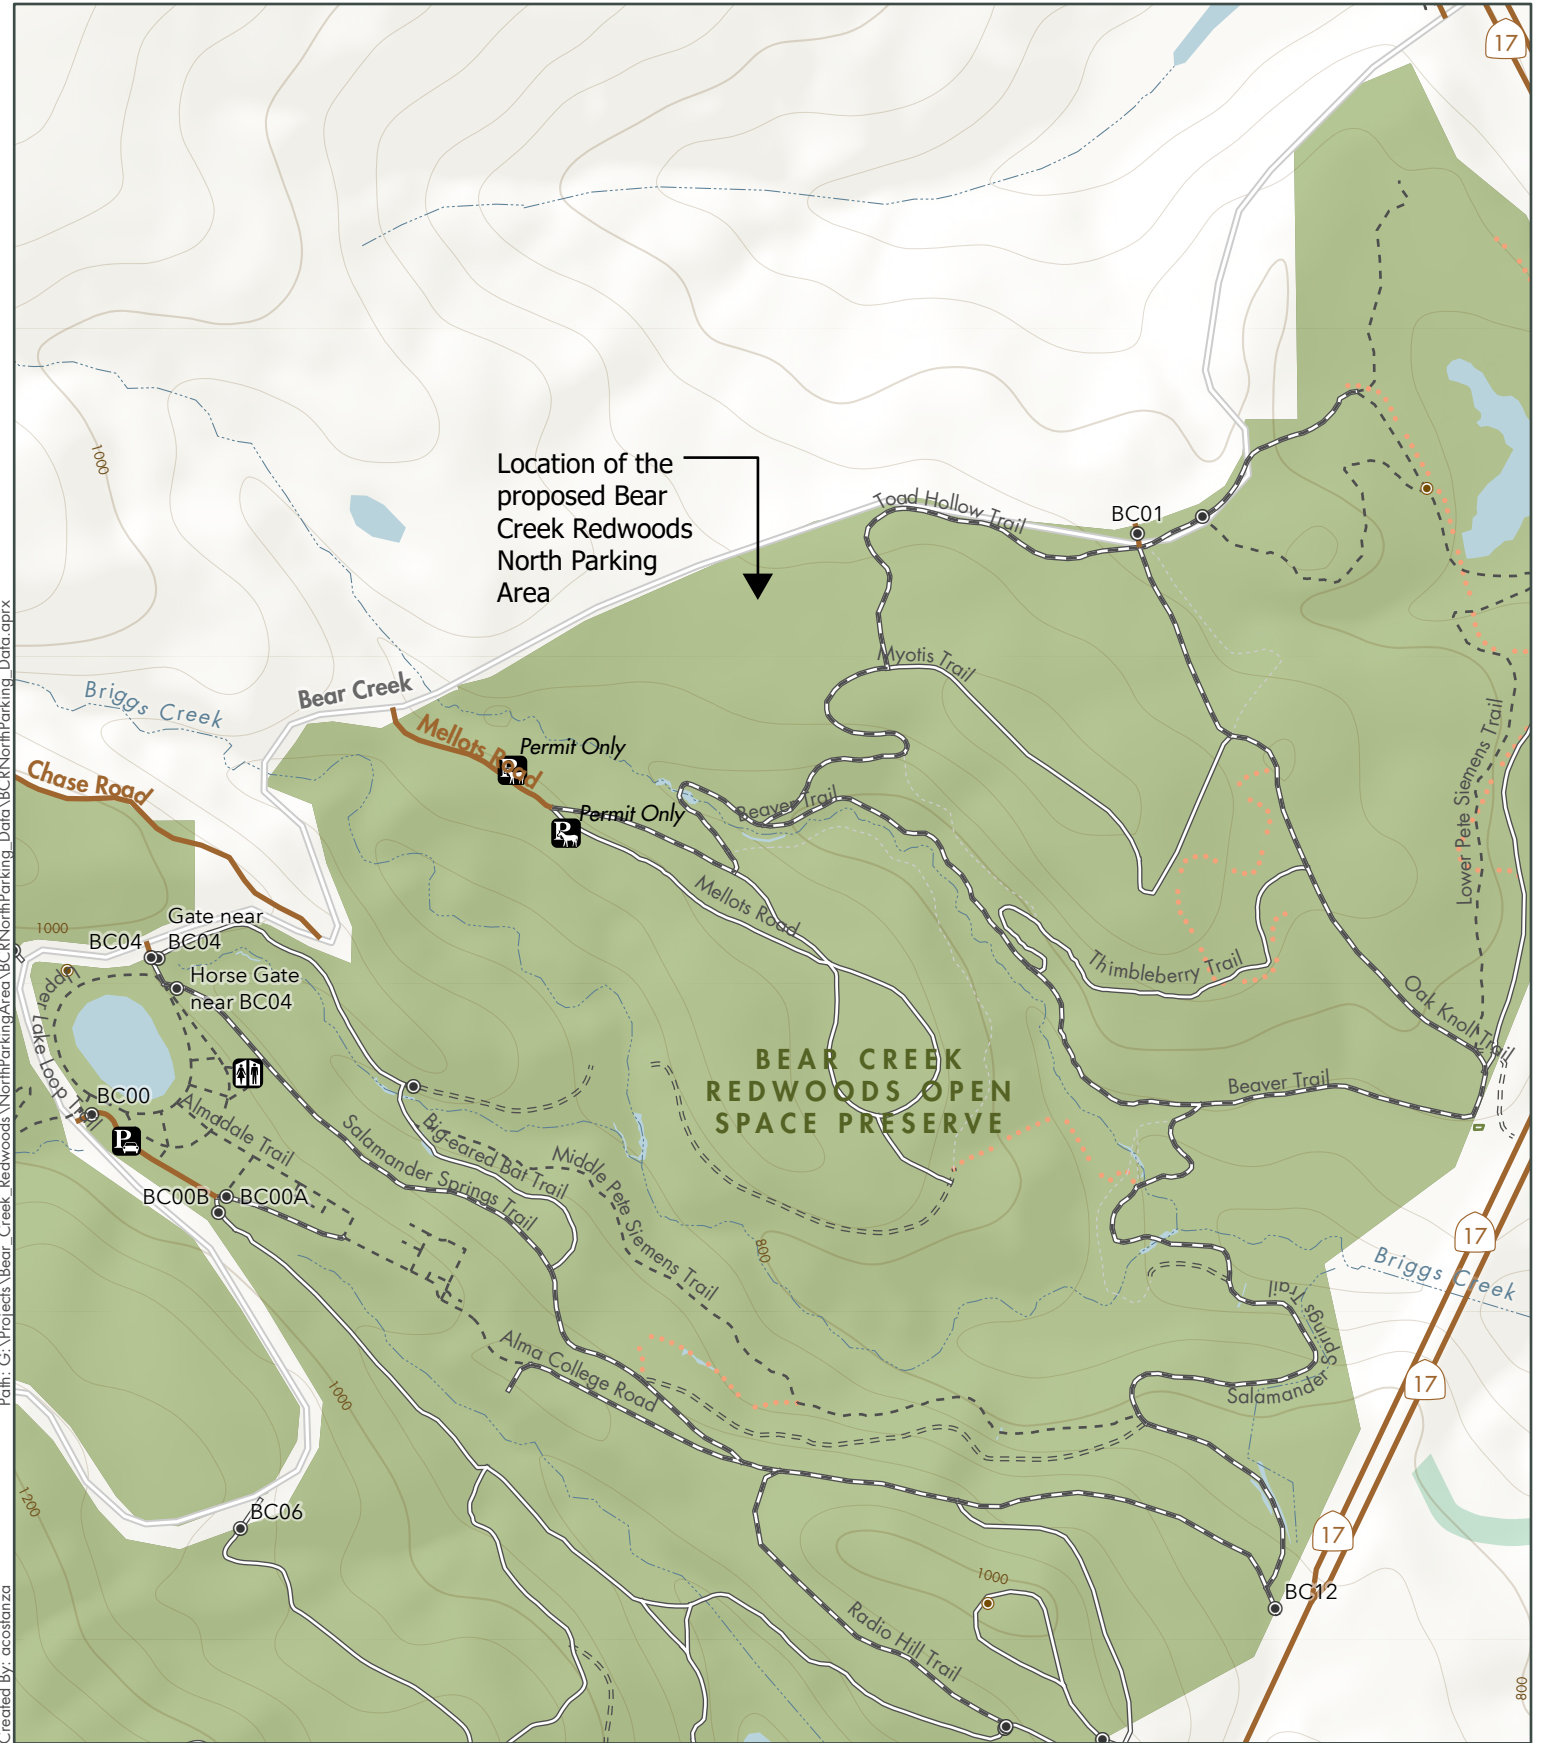 17
1000
Location of the
proposed Bear
Creek Redwoods
North Parking
Area
Toad Hollow Trail
BC01
Myotis Trail
Briggs Creek
Bear Creek
Mellots Road
Permit Only
P
Permit Only
P
Chase Road
Beaver Trail
Lower Pete Siemens Trail
Mellots Road
1000
Gate near
BC04
BC04
Horse Gate
near BC04
Upper Lake Loop Trail
Thimbleberry Trail
Oak Knoll Trail
BEAR CREEK
REDWOODS OPEN
SPACE PRESERVE
Beaver Trail
BC00
P
Almadale Trail
Salamander Springs Trail
Big-eared Bat Trail
Middle Pete Siemens Trail
BC00B
BC00A
800
17
Briggs Creek
Salamander Springs Trail
Alma College Road
17
1000
1200
BC06
17
1000
BC12
Radio Hill Trail
800
Path: G:\Projects\Bear_Creek_Redwoods\NorthParkingArea\BCRNorthParking_Data\BCRNorthParking_Data.aprx
Created By: acostanza